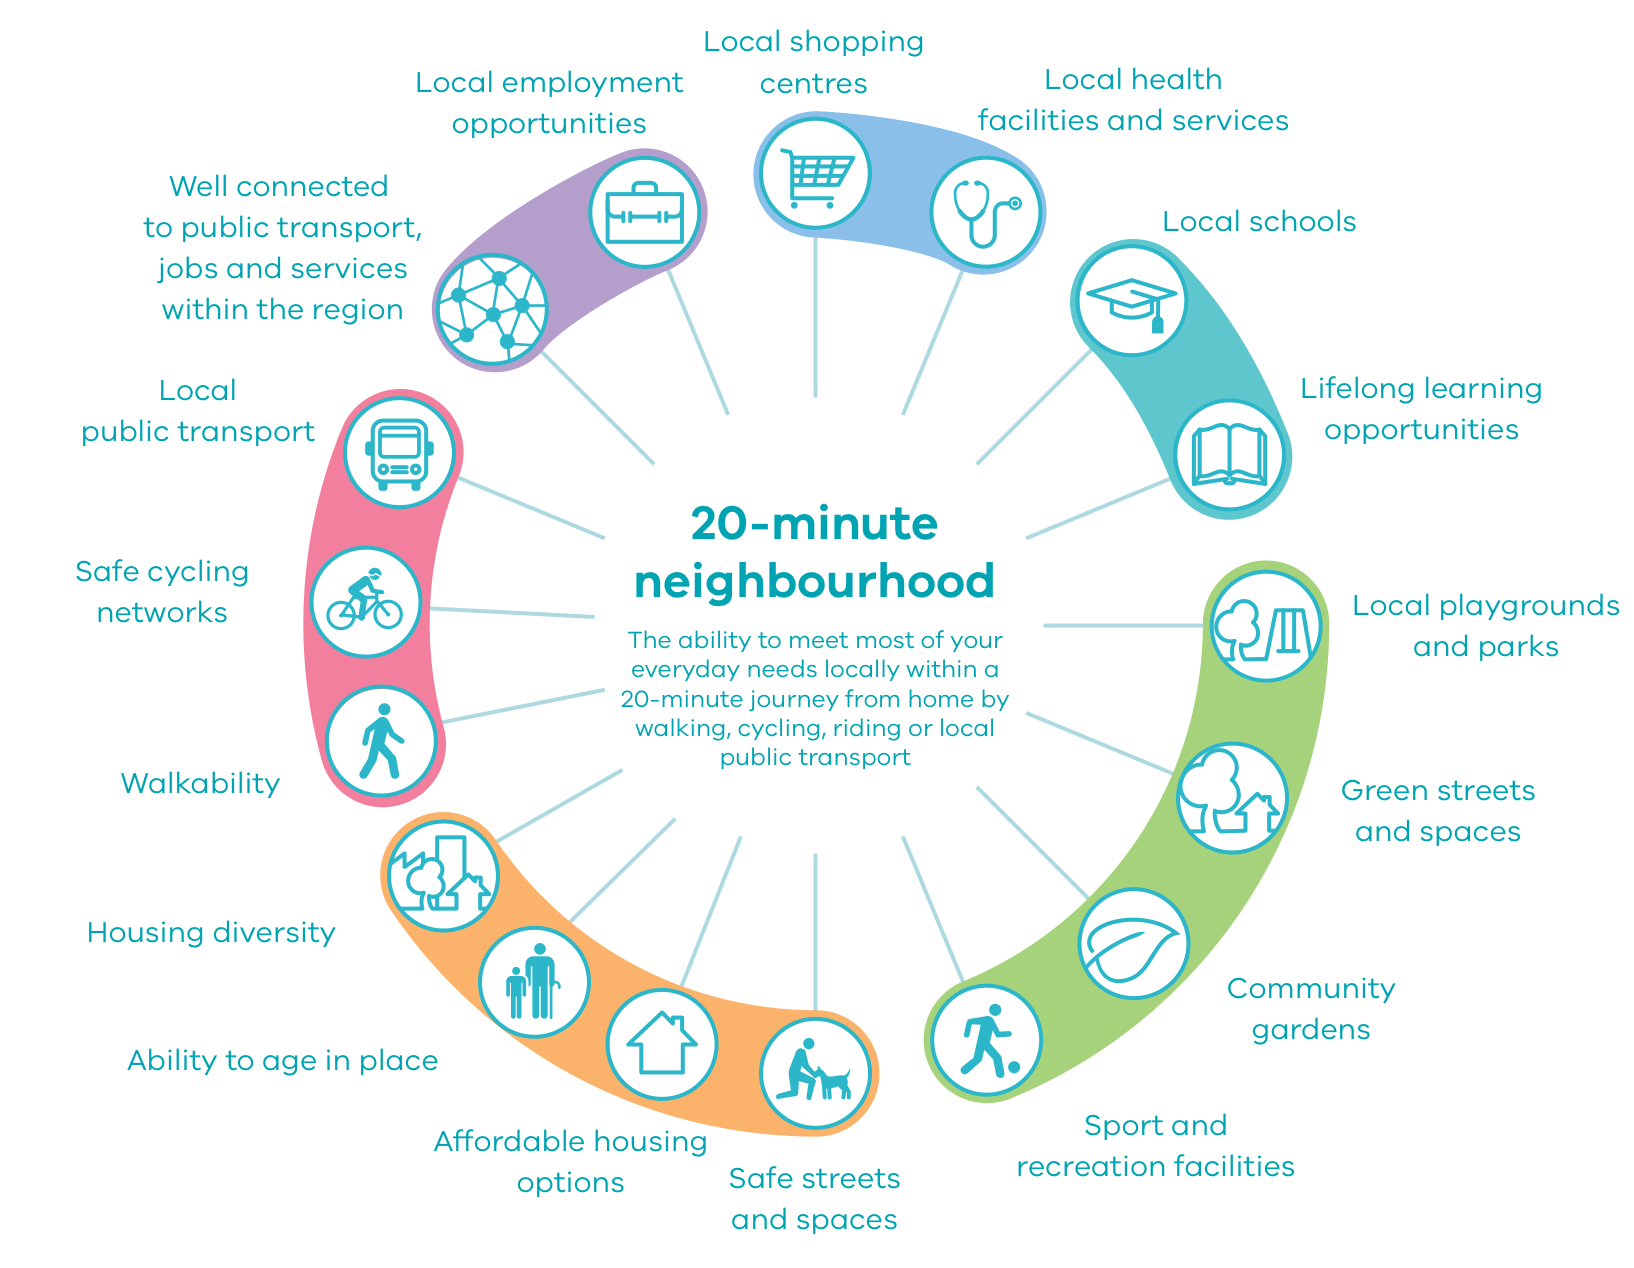 Local shopping
centres
Local health
facilities and services
Local schools
Lifelong learning
opportunities
Local playgrounds
and parks
Green streets
and spaces
Community
gardens
Sport and
recreation facilities
Safe streets
and spaces
Affordable housing
options
Ability to age in place
Housing diversity
Walkability
Safe cycling
networks
Local
public transport
Well connected
to public transport,
jobs and services
within the region
Local employment
opportunities
20-minute
neighbourhood
The ability to meet most of your
everyday needs locally within a
20-minute journey from home by
walking, cycling, riding or local
public transport